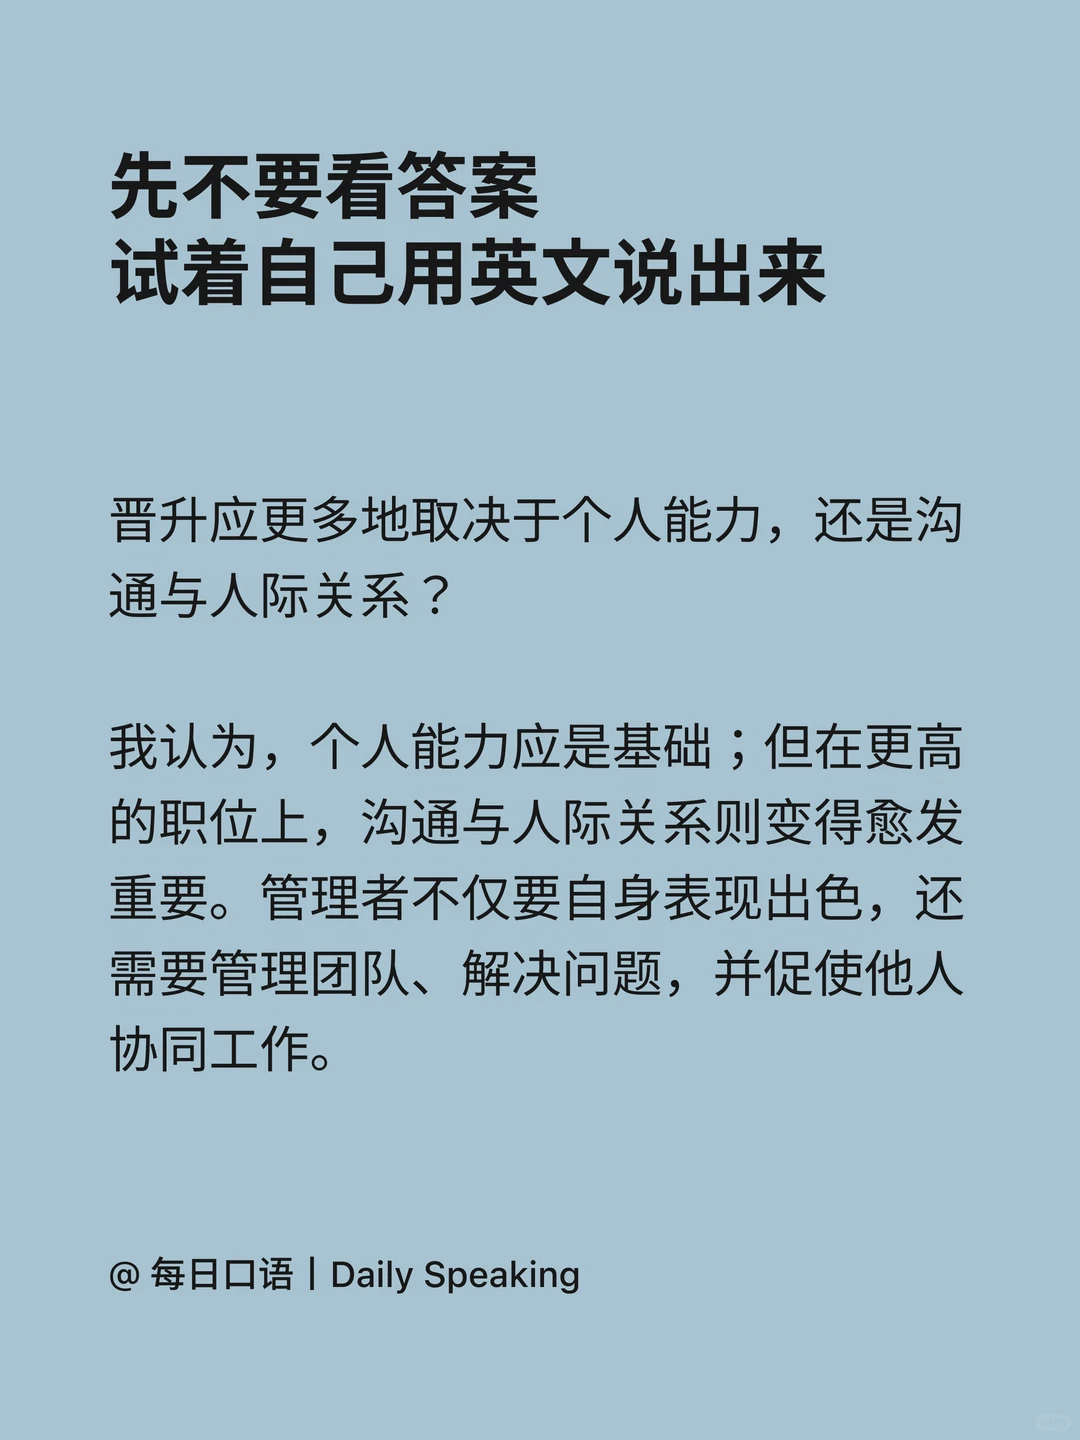 先不要看答案
试着自己用英文说出来
晋升应更多地取决于个人能力，还是沟
通与人际关系？
我认为，个人能力应是基础；但在更高
的职位上，沟通与人际关系则变得愈发
重要。管理者不仅要自身表现出色，还
需要管理团队、解决问题，并促使他人
协同工作。
@ 每日口语丨Daily Speaking